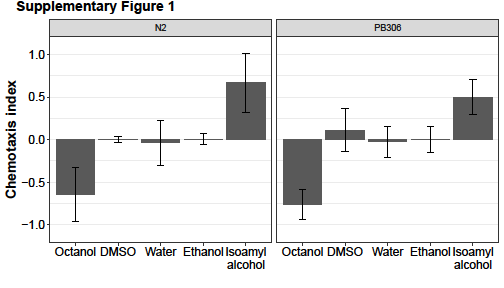 Supplementary Figure 1
N2
PB306
Chemotaxis index
1.0
0.5
0.0
−0.5
−1.0
Octanol DMSO Water Ethanol Isoamyl alcohol
Octanol DMSO Water Ethanol Isoamyl alcohol